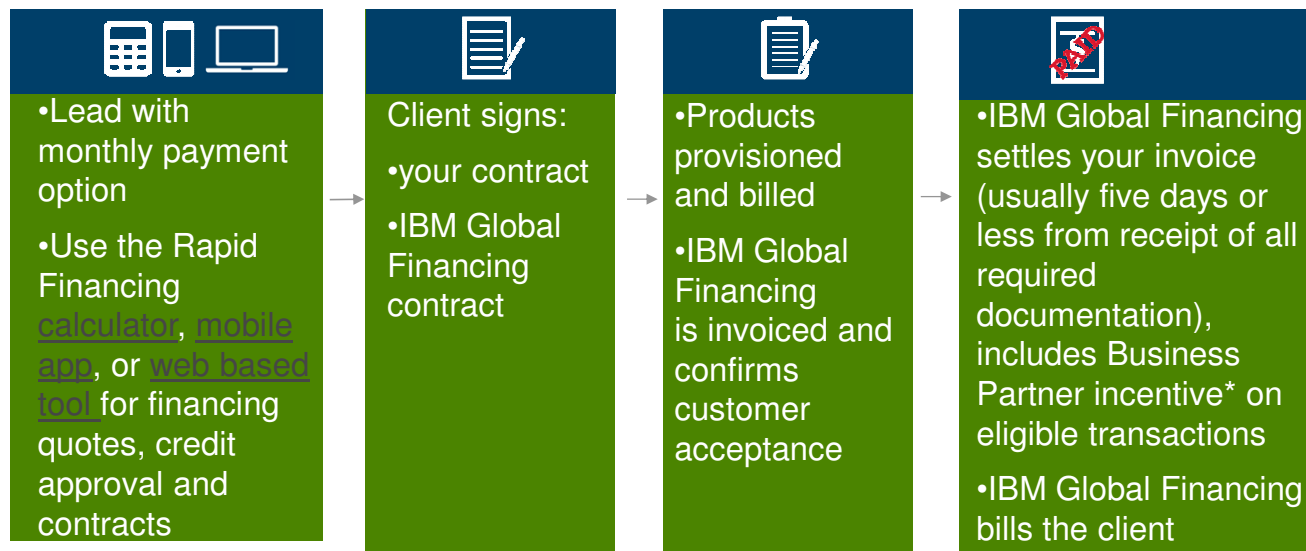 •Lead with
monthly payment
option
•Use the Rapid
Financing
calculator, mobile
app, or web based
tool for financing
quotes, credit
approval and
contracts
Client signs:
•your contract
•IBM Global
Financing
contract
•Products
provisioned
and billed
•IBM Global
Financing
is invoiced and
confirms
customer
acceptance
PAID
•IBM Global Financing
settles your invoice
(usually five days or
less from receipt of all
required
documentation),
includes Business
Partner incentive* on
eligible transactions
•IBM Global Financing
bills the client